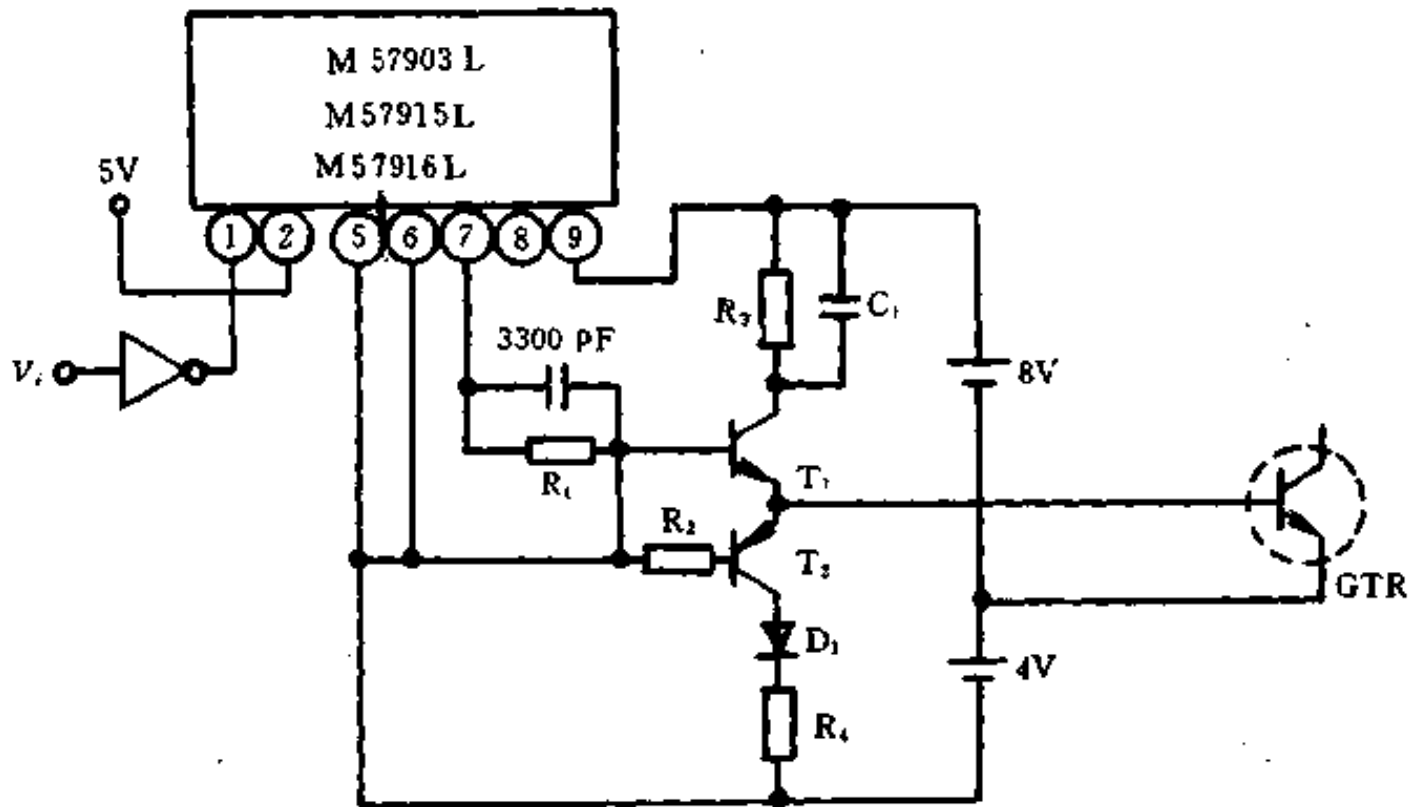 M 57903 L
M57915L
M57916L
5V
1 2 5 6 7 8 9
3300 pF
R₁
R₂
R₃
C₁
8V
T₁
T₂
D₁
R₄
4V
GTR
Vᵢ